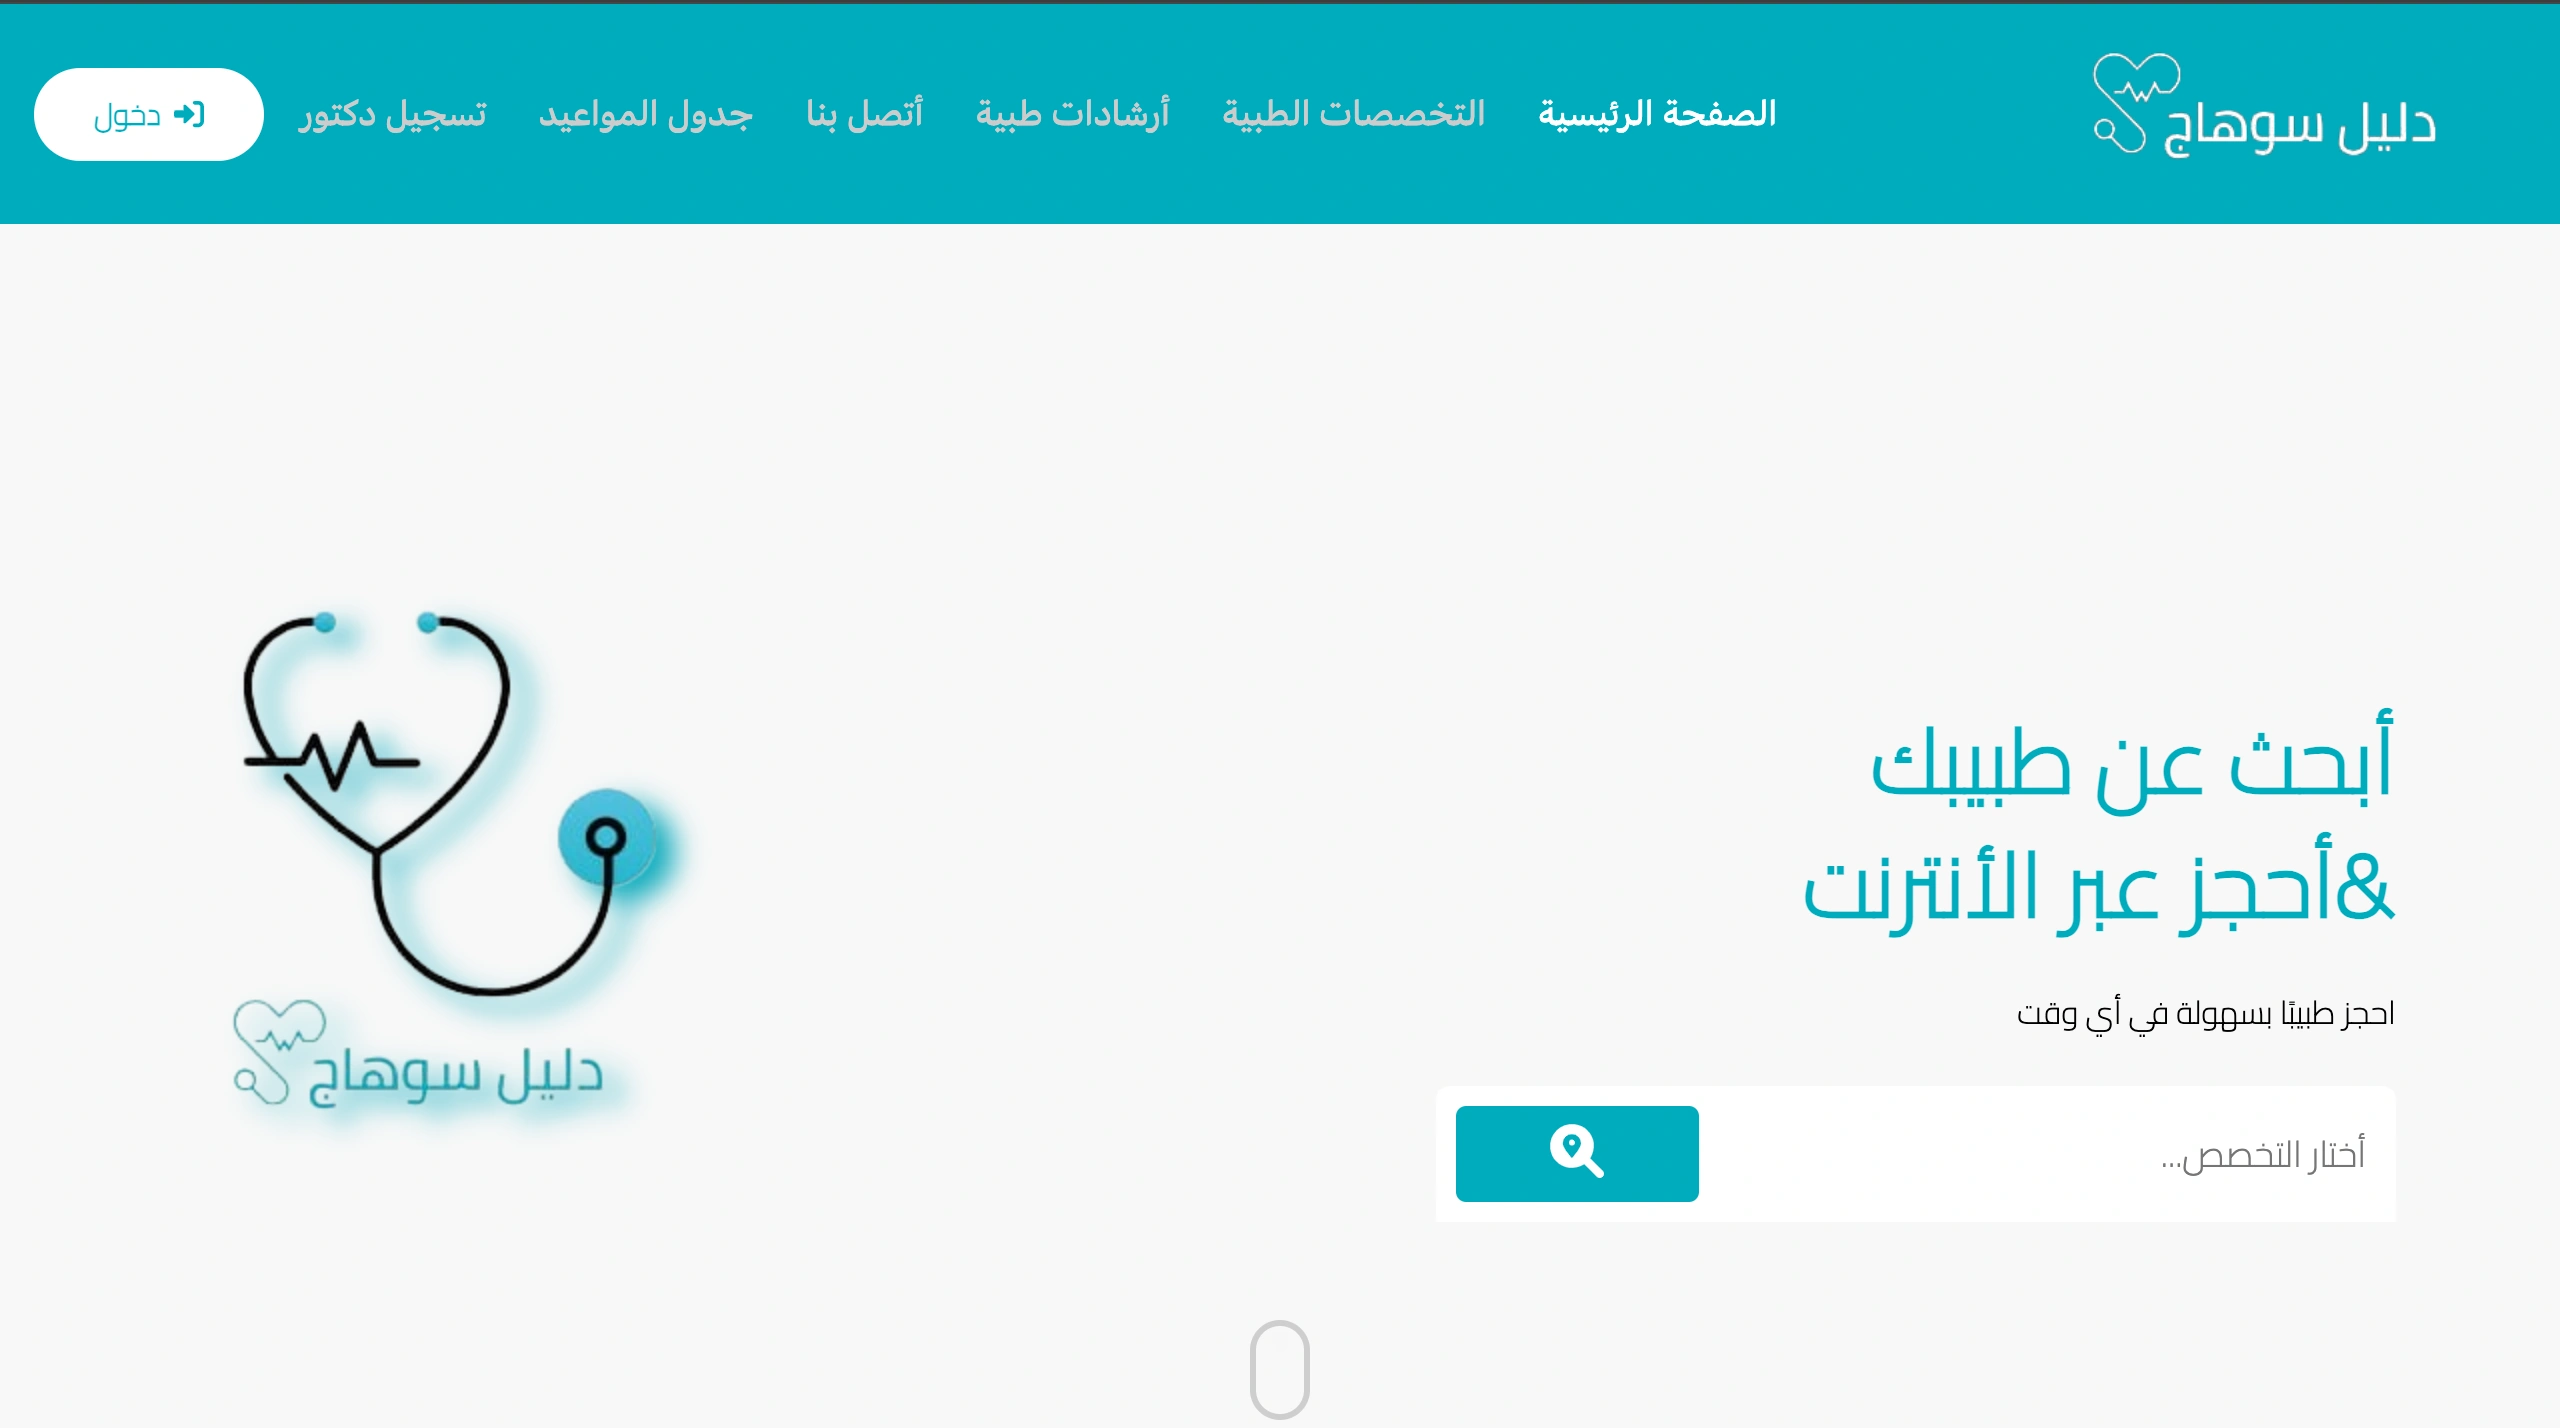 دليل سوهاج
الصفحة الرئيسية
التخصصات الطبية
أرشادات طبية
أتصل بنا
جدول المواعيد
تسجيل دكتور
دخول
أبحث عن طبيبك
&أحجز عبر الأنترنت
احجز طبيبًا بسهولة في أي وقت
أختار التخصص...
دليل سوهاج